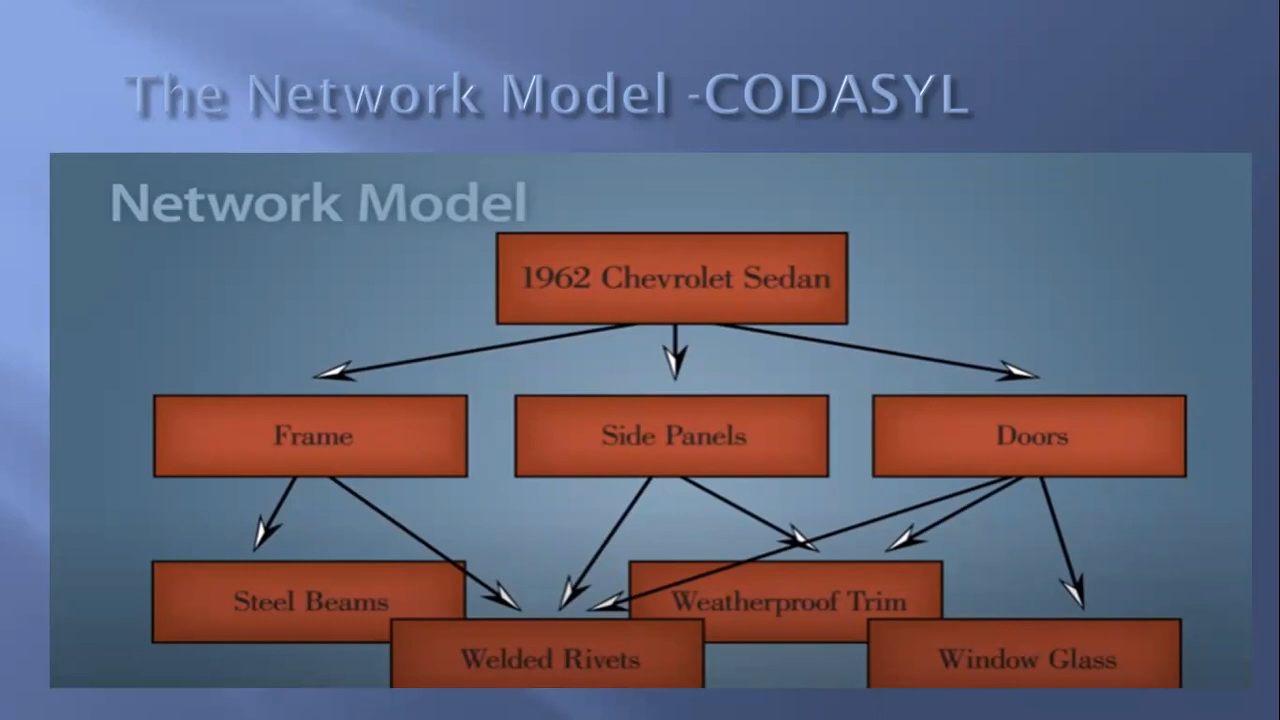 The Network Model -CODASYL
Network Model
1962 Chevrolet Sedan
Frame
Side Panels
Doors
Steel Beams
Weatherproof Trim
Welded Rivets
Window Glass